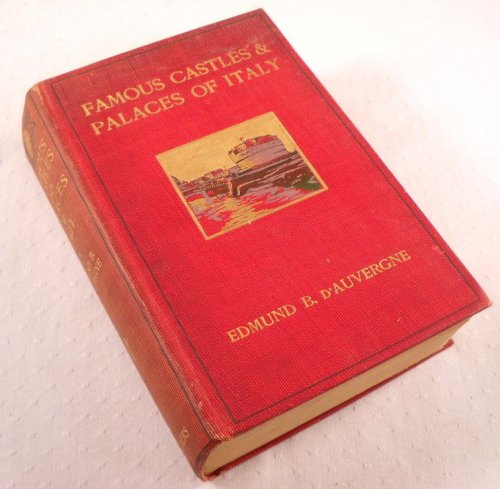 FAMOUS CASTLES &
PALACES OF ITALY
EDMUND B. D'AUVERGNE